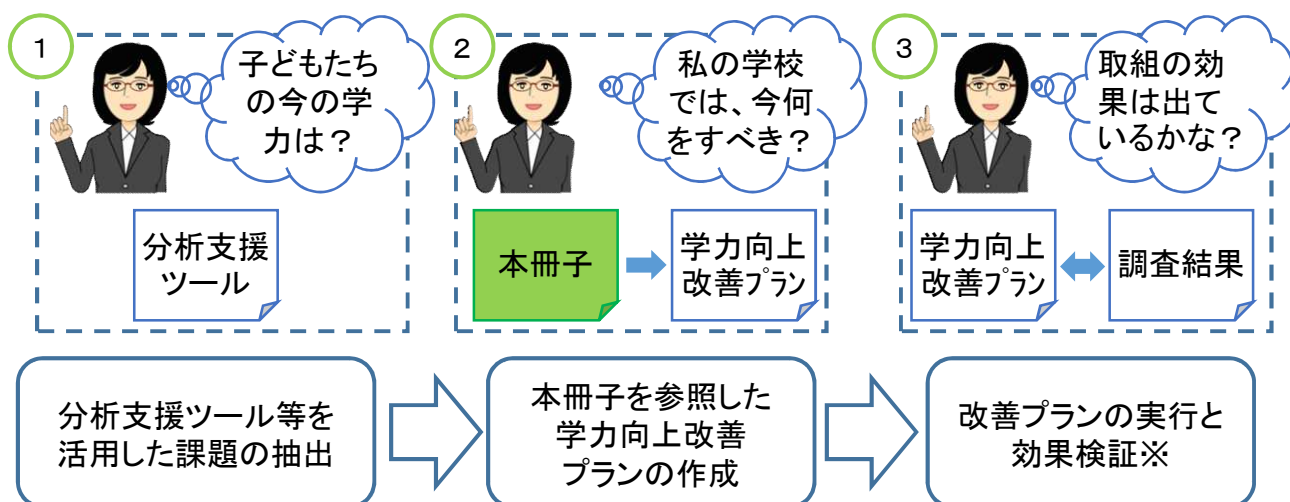 1
子どもたち
の今の学
力は？
分析支援
ツール
2
私の学校
では、今何
をすべき？
本冊子
学力向上
改善プラン
3
取組の効
果は出て
いるかな？
学力向上
改善プラン
調査結果
分析支援ツール等を
活用した課題の抽出
本冊子を参照した
学力向上改善
プランの作成
改善プランの実行と
効果検証※